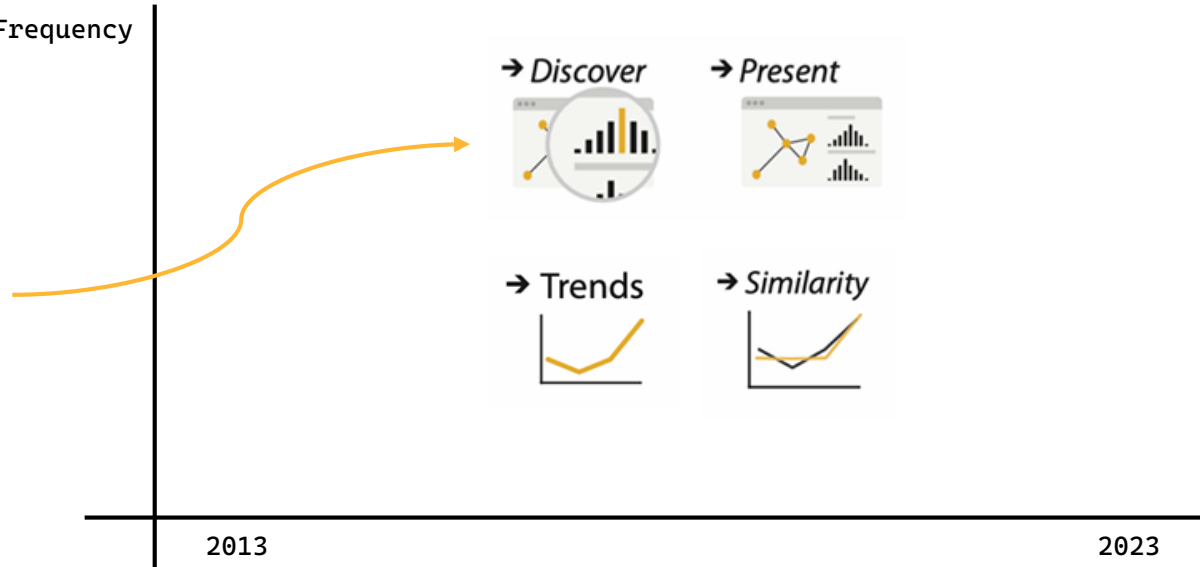 Frequency
→ Discover
→ Present
→ Trends
→ Similarity
2013
2023